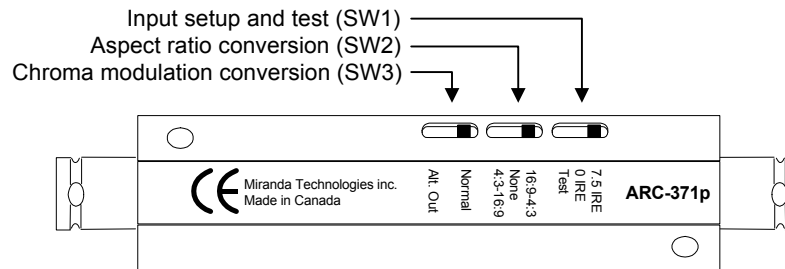 Input setup and test (SW1)
Aspect ratio conversion (SW2)
Chroma modulation conversion (SW3)
CE
Miranda Technologies inc.
Made in Canada
Alt. Out
Normal
4:3-16:9
None
16:9-4:3
Test
0 IRE
7.5 IRE
ARC-371p